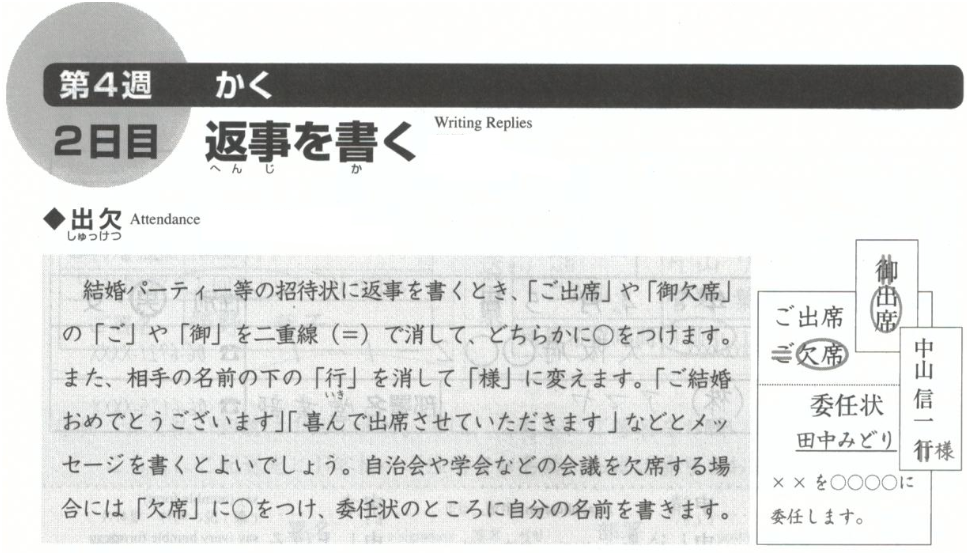 第4週 かく
2日目 返事を書く Writing Replies
へんじ か
◆出欠 Attendance
しゅっけつ
結婚パーティー等の招待状に返事を書くとき、「ご出席」や「御欠席」
の「ご」や「御」を二重線（＝）で消して、どちらかに○をつけます。
また、相手の名前の下の「行」を消して「様」に変えます。「ご結婚
いき
おめでとうございます」「喜んで出席させていただきます」などとメッ
セージを書くとよいでしょう。自治会や学会などの会議を欠席する場
合には「欠席」に○をつけ、委任状のところに自分の名前を書きます。
御出席
ご出席
ご欠席
委任状
田中みどり
××を○○○○に
委任します。
中山信一行様